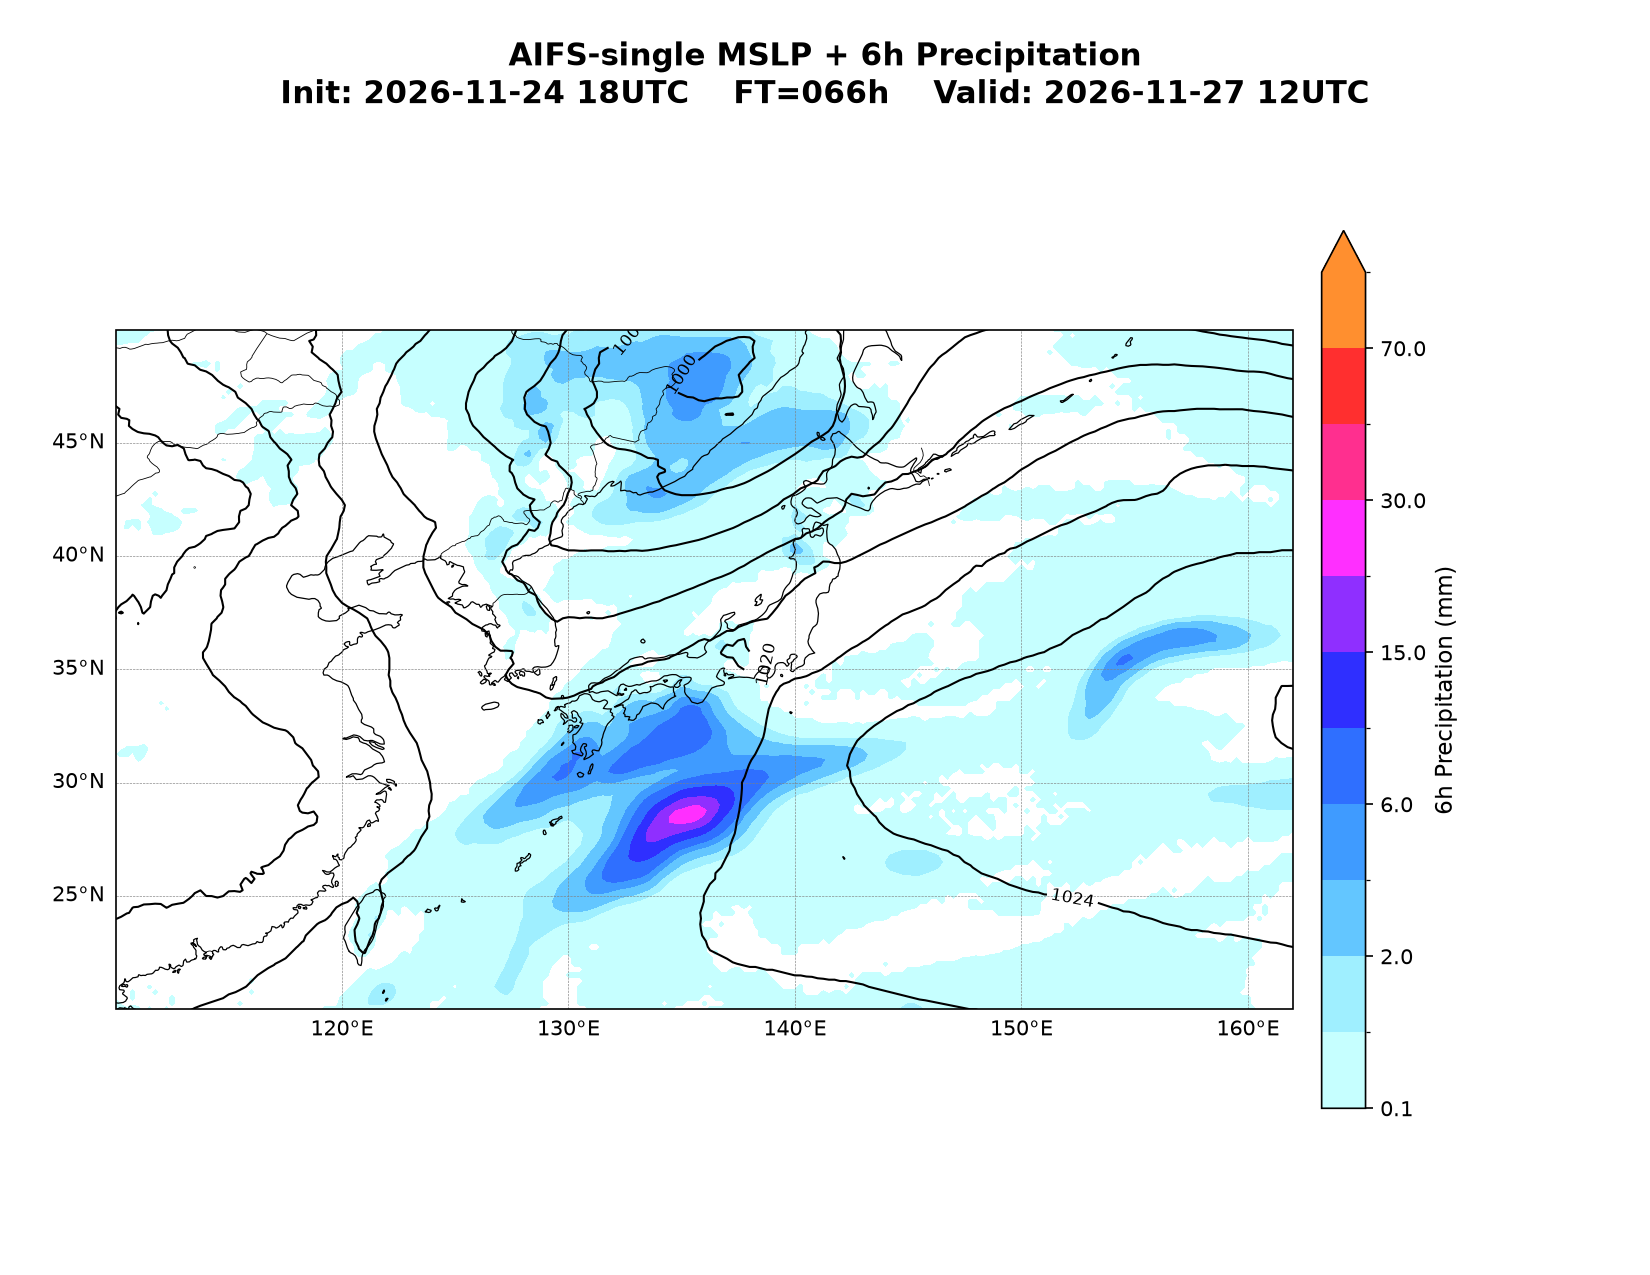 AIFS-single MSLP + 6h Precipitation
Init: 2026-11-24 18UTC    FT=066h    Valid: 2026-11-27 12UTC
100
1000
1020
1024
45°N
40°N
35°N
30°N
25°N
120°E
130°E
140°E
150°E
160°E
70.0
30.0
15.0
6.0
2.0
0.1
6h Precipitation (mm)